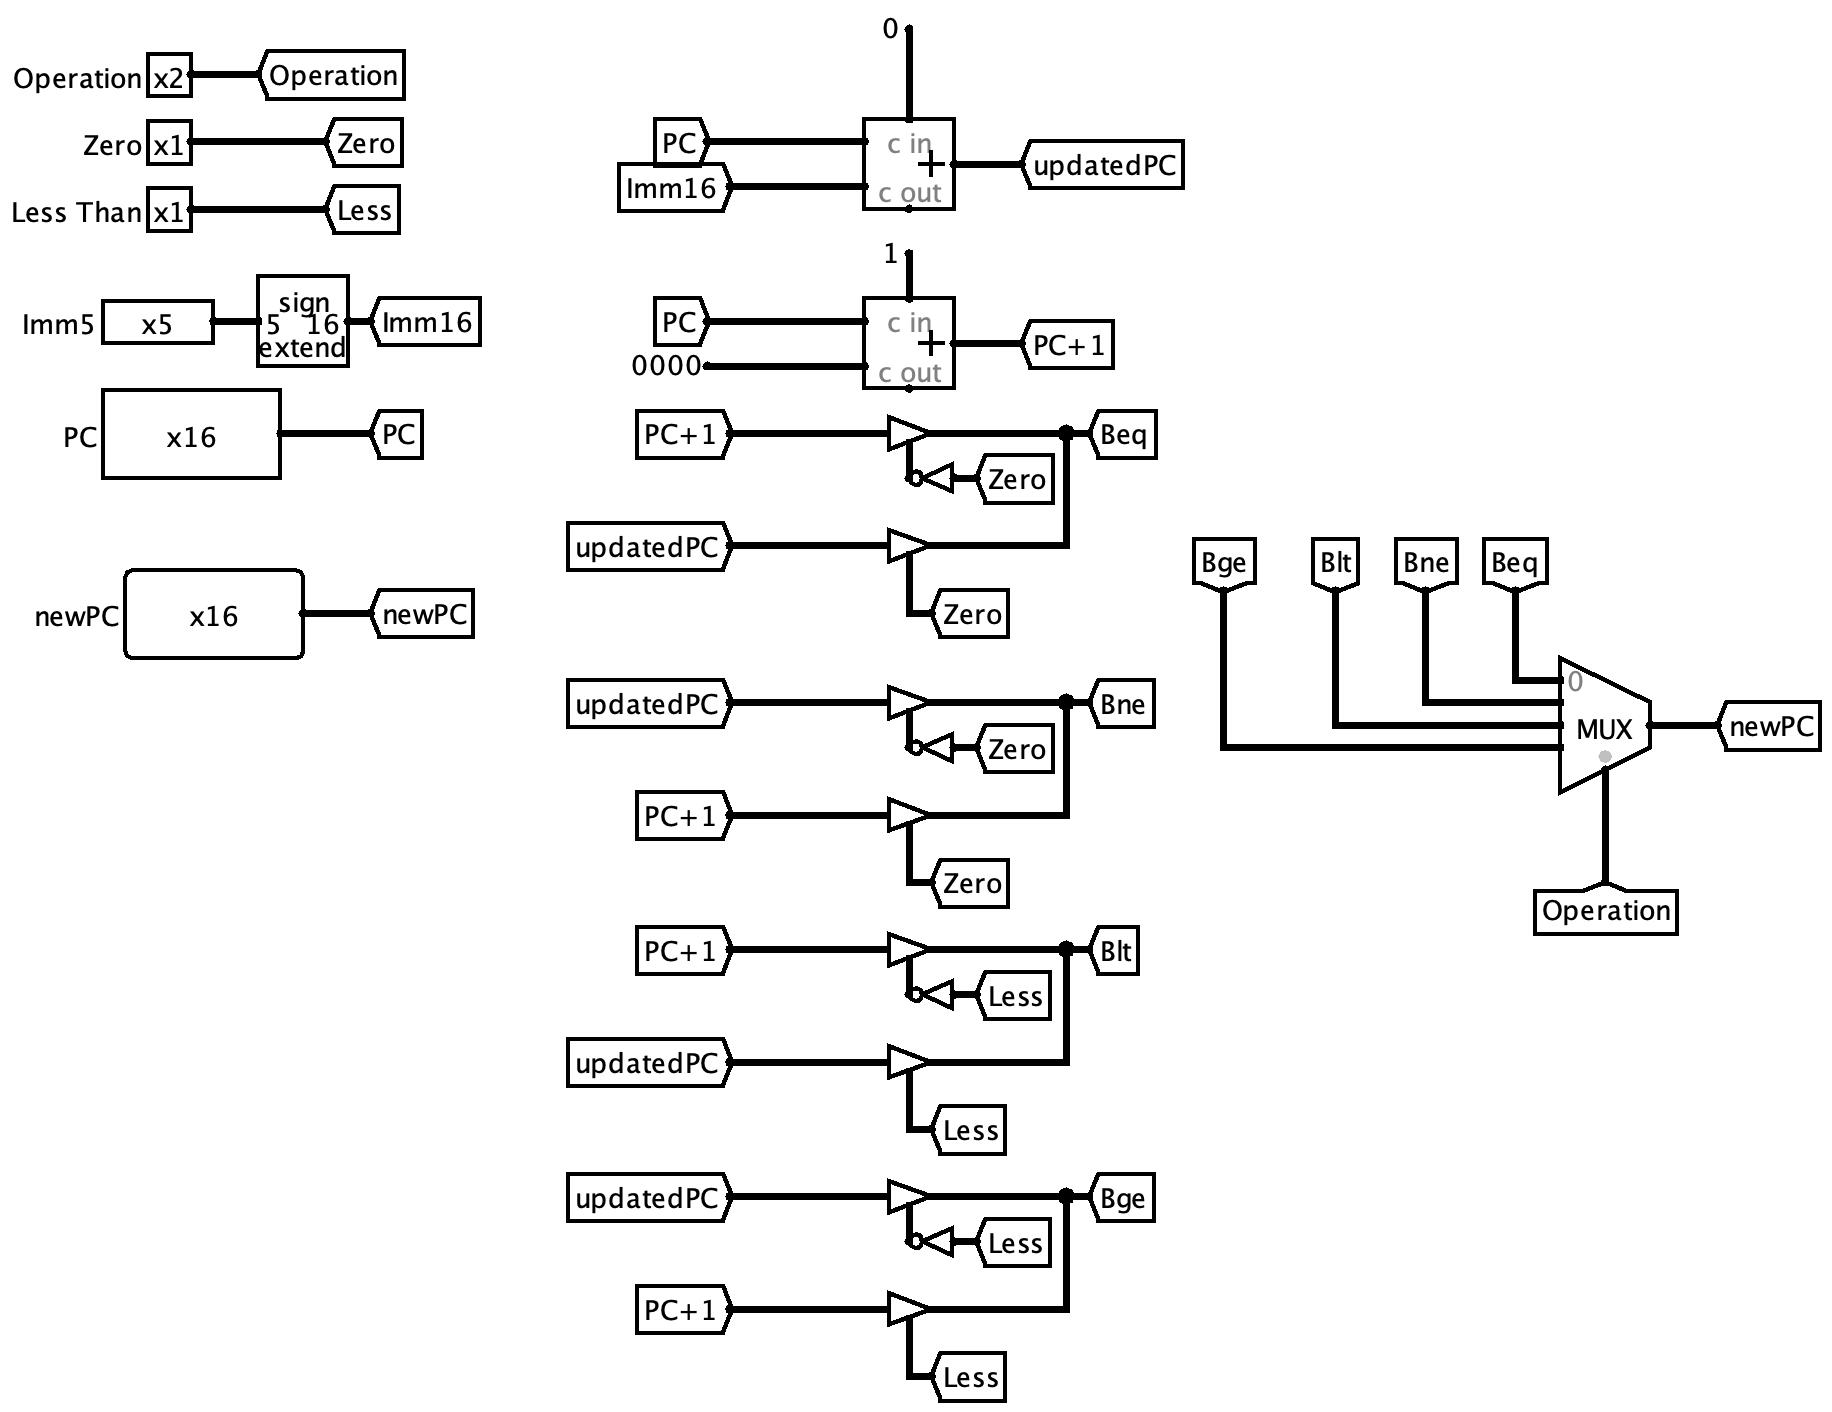 Operation x2 Operation
Zero x1 Zero
Less Than x1 Less
Imm5 x5 sign 5 16 extend Imm16
PC x16 PC
newPC x16 newPC
0
PC c in + updatedPC
Imm16 c out
1
PC c in + PC+1
0000 c out
PC+1 Beq
Zero
updatedPC
Zero
updatedPC Bne
Zero
PC+1
Zero
PC+1 Blt
Less
updatedPC
Less
updatedPC Bge
Less
PC+1
Less
Bge Blt Bne Beq
0
MUX newPC
Operation